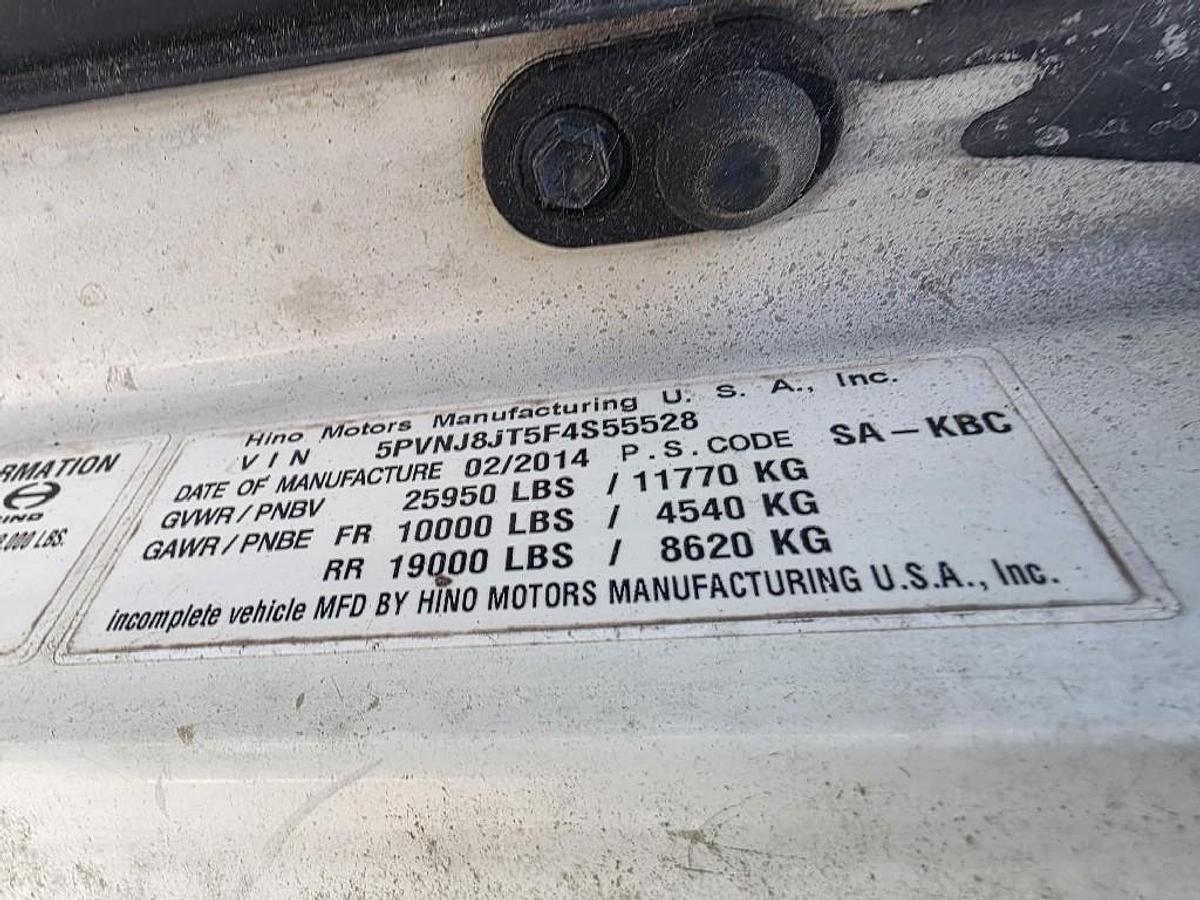 Hino Motors Manufacturing U. S. A., Inc.
VIN 5PVNJ8JT5F4S55528
DATE OF MANUFACTURE 02/2014 P.S.CODE SA-KBC
GVWR/PNBV 25950 LBS / 11770 KG
GAWR/PNBE FR 10000 LBS / 4540 KG
RR 19000 LBS / 8620 KG
incomplete vehicle MFD BY HINO MOTORS MANUFACTURING U.S.A., Inc.
LBS.